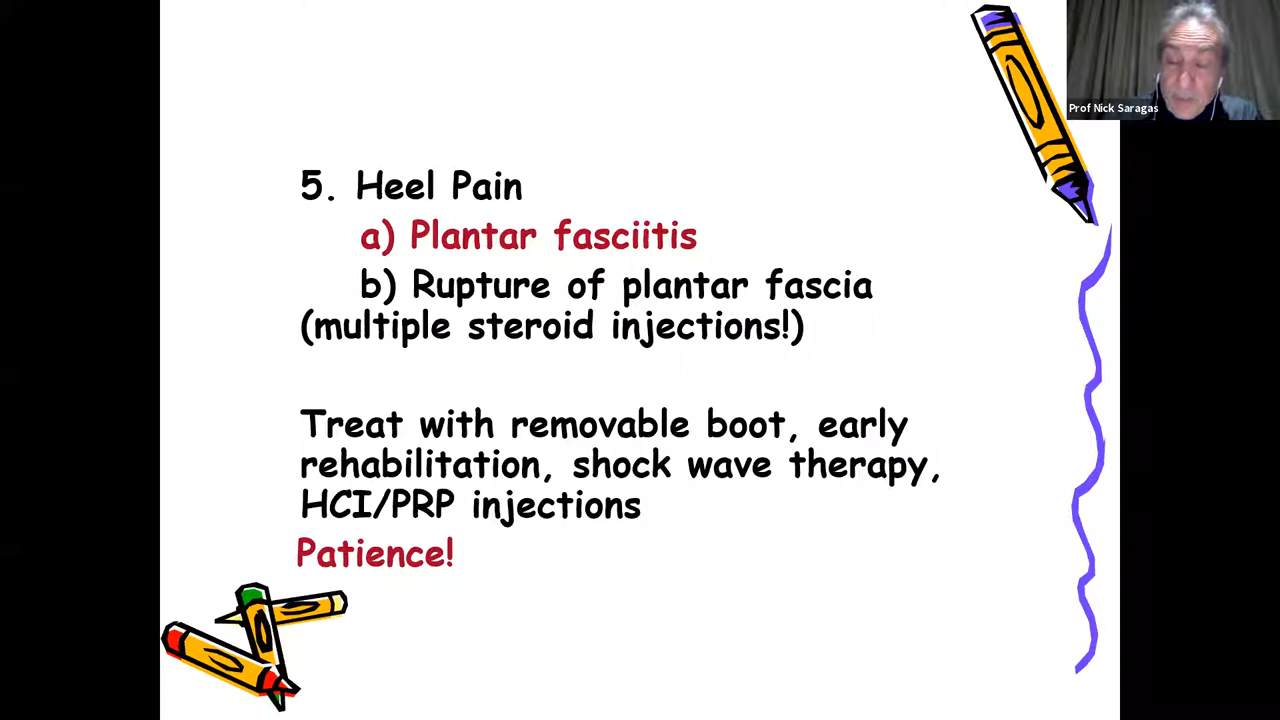 Prof Nick Saragas
5. Heel Pain
a) Plantar fasciitis
b) Rupture of plantar fascia
(multiple steroid injections!)
Treat with removable boot, early
rehabilitation, shock wave therapy,
HCI/PRP injections
Patience!